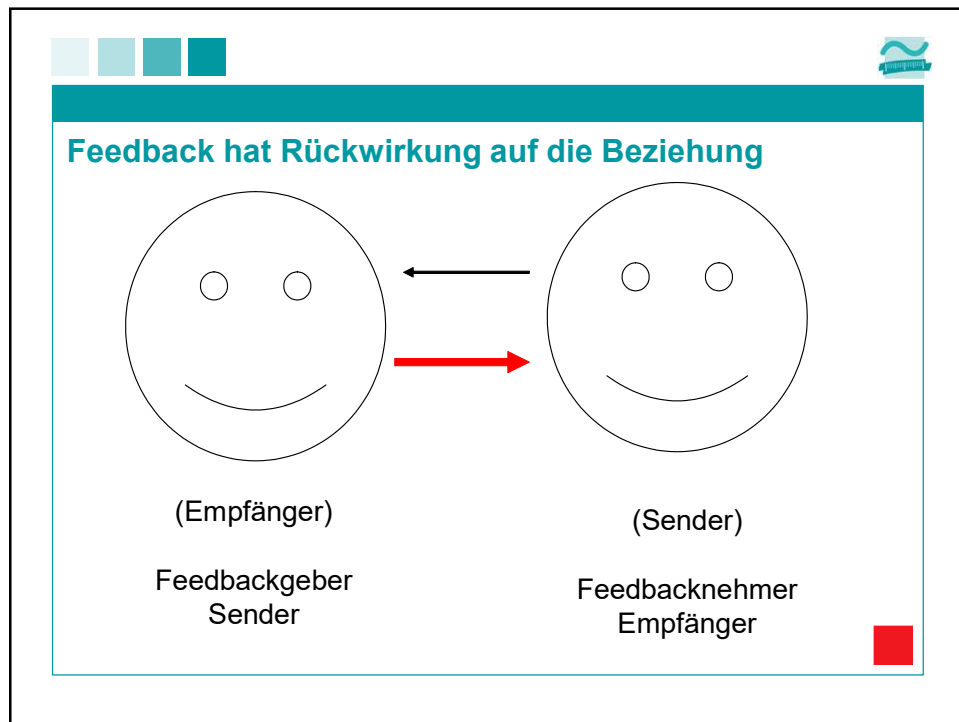 Feedback hat Rückwirkung auf die Beziehung
(Empfänger)
Feedbackgeber
Sender
(Sender)
Feedbacknehmer
Empfänger